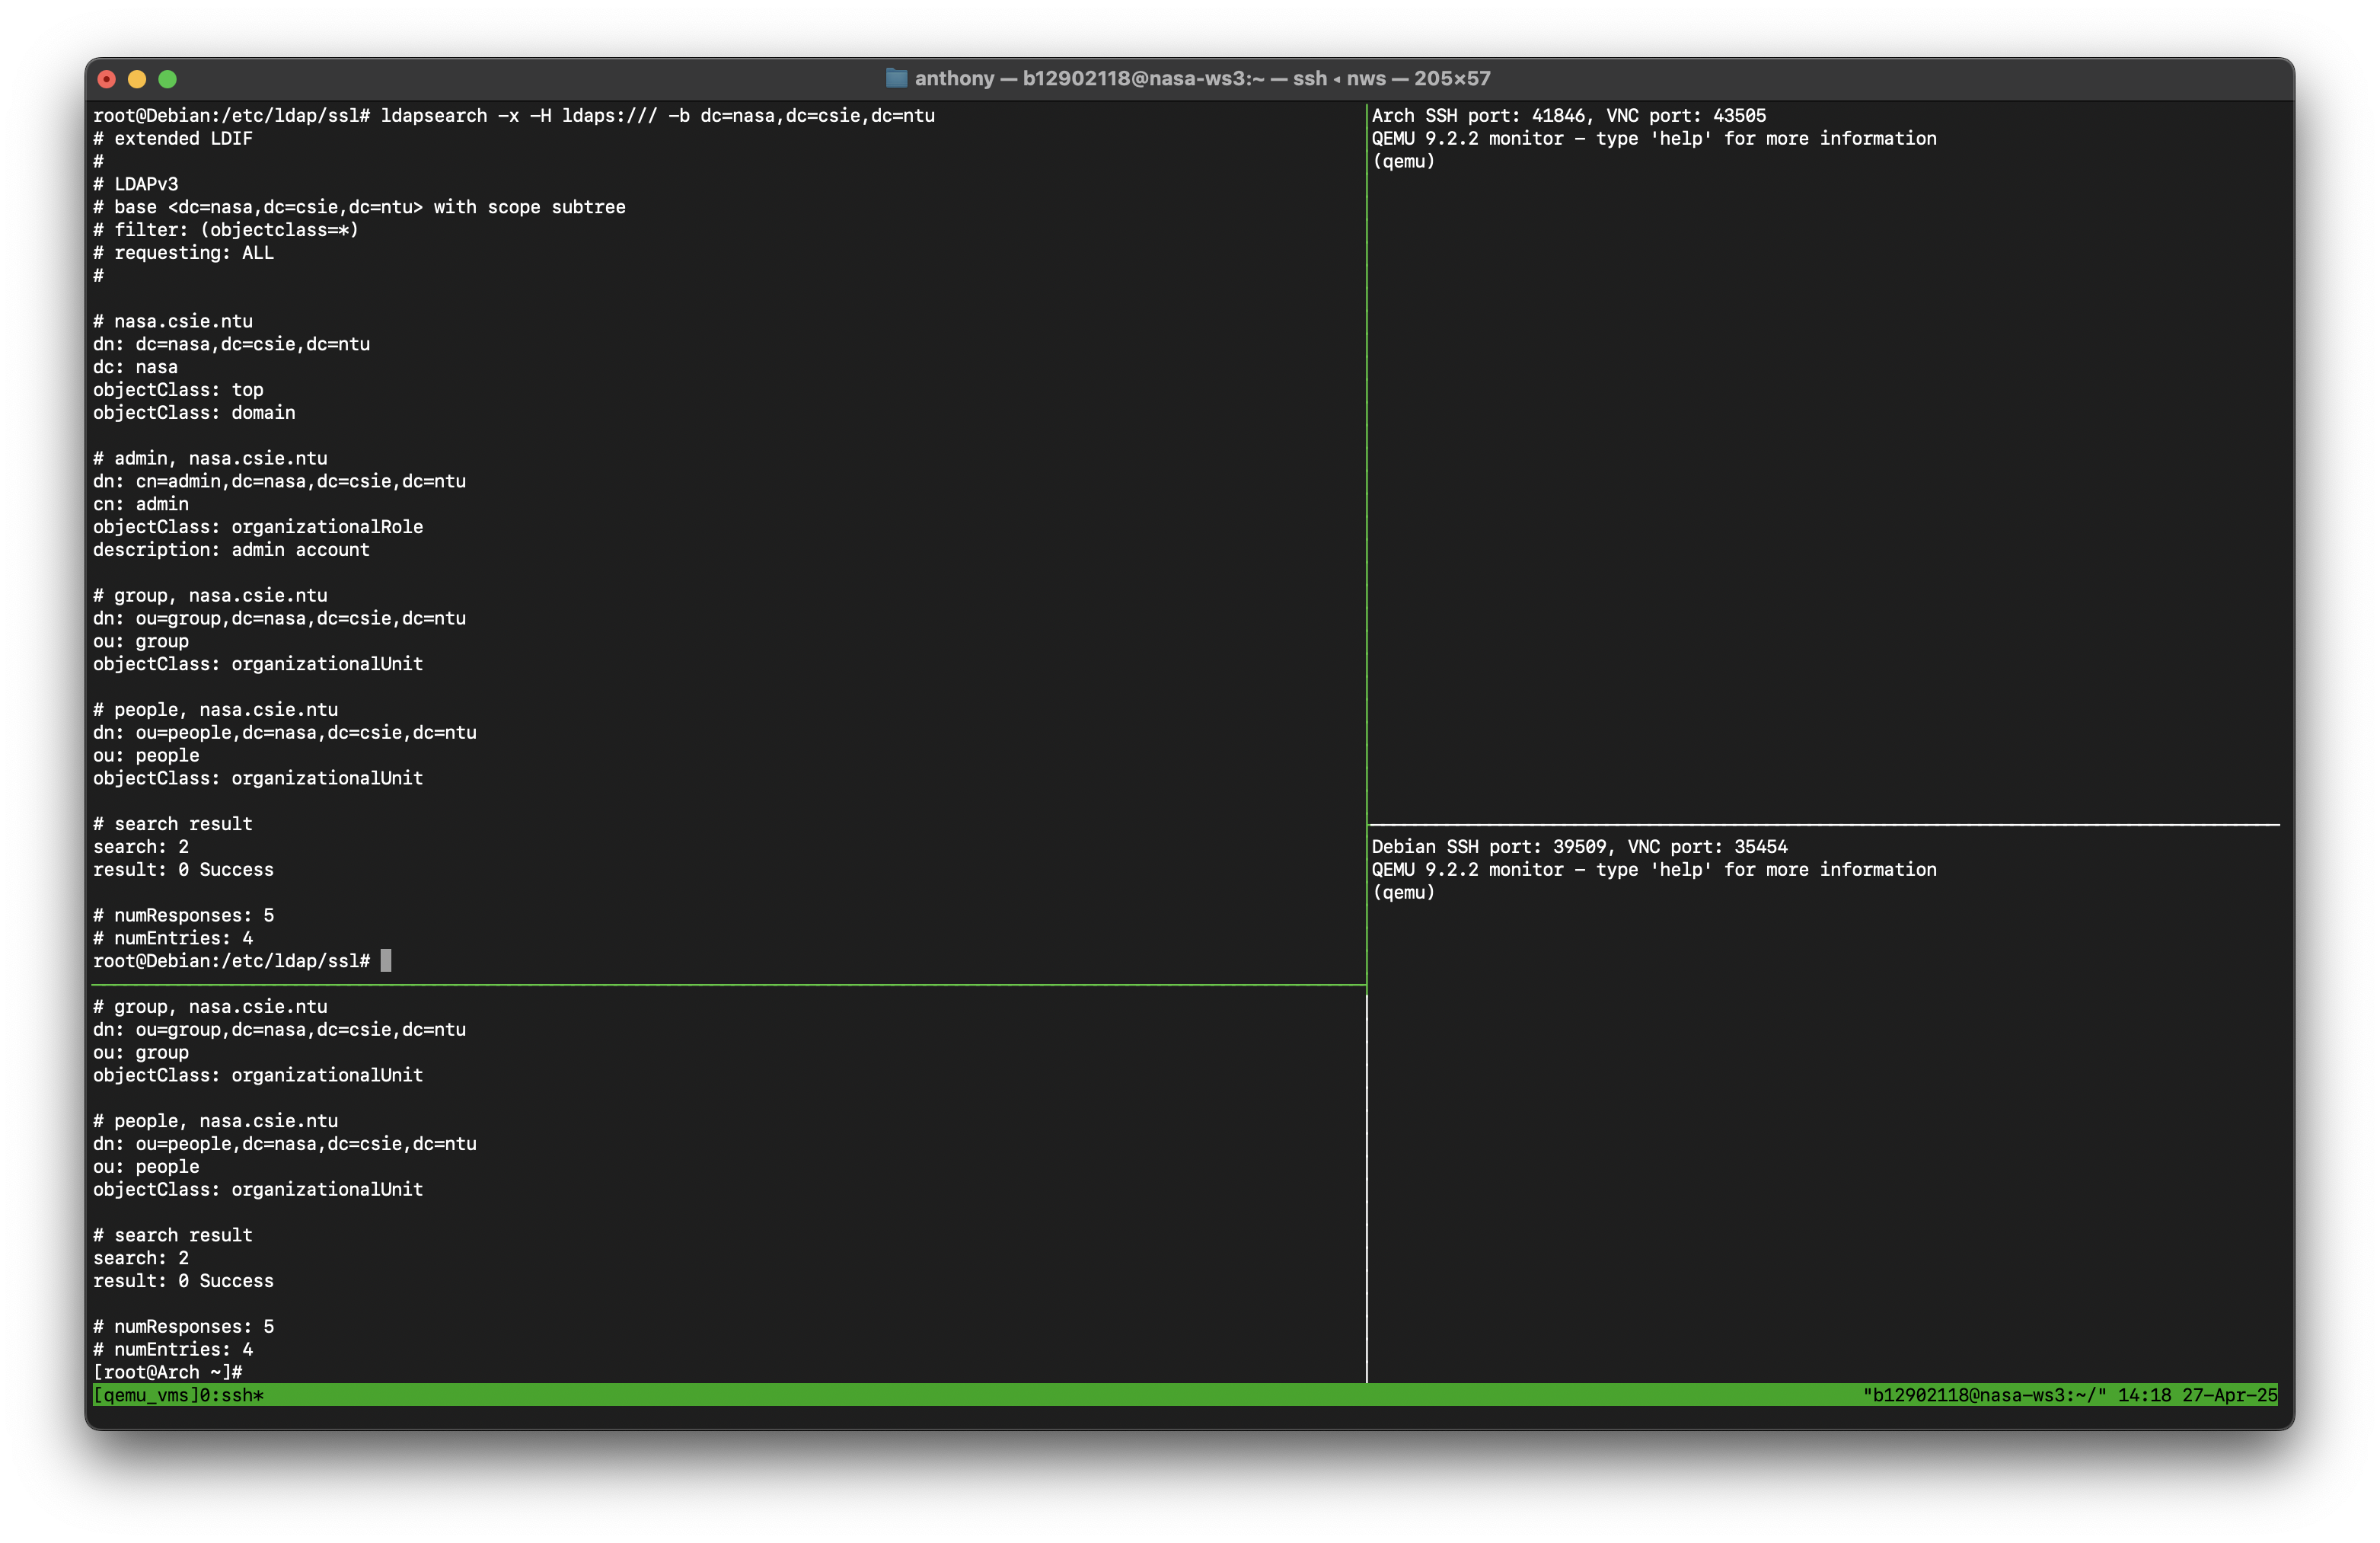 anthony — b12902118@nasa-ws3:~ — ssh ◂ nws — 205×57
root@Debian:/etc/ldap/ssl# ldapsearch -x -H ldaps:/// -b dc=nasa,dc=csie,dc=ntu
# extended LDIF
#
# LDAPv3
# base <dc=nasa,dc=csie,dc=ntu> with scope subtree
# filter: (objectclass=*)
# requesting: ALL
#
# nasa.csie.ntu
dn: dc=nasa,dc=csie,dc=ntu
dc: nasa
objectClass: top
objectClass: domain
# admin, nasa.csie.ntu
dn: cn=admin,dc=nasa,dc=csie,dc=ntu
cn: admin
objectClass: organizationalRole
description: admin account
# group, nasa.csie.ntu
dn: ou=group,dc=nasa,dc=csie,dc=ntu
ou: group
objectClass: organizationalUnit
# people, nasa.csie.ntu
dn: ou=people,dc=nasa,dc=csie,dc=ntu
ou: people
objectClass: organizationalUnit
# search result
search: 2
result: 0 Success
# numResponses: 5
# numEntries: 4
root@Debian:/etc/ldap/ssl#
# group, nasa.csie.ntu
dn: ou=group,dc=nasa,dc=csie,dc=ntu
ou: group
objectClass: organizationalUnit
# people, nasa.csie.ntu
dn: ou=people,dc=nasa,dc=csie,dc=ntu
ou: people
objectClass: organizationalUnit
# search result
search: 2
result: 0 Success
# numResponses: 5
# numEntries: 4
[root@Arch ~]#
Arch SSH port: 41846, VNC port: 43505
QEMU 9.2.2 monitor - type 'help' for more information
(qemu)
Debian SSH port: 39509, VNC port: 35454
QEMU 9.2.2 monitor - type 'help' for more information
(qemu)
[qemu_vms]0:ssh* "b12902118@nasa-ws3:~/" 14:18 27-Apr-25